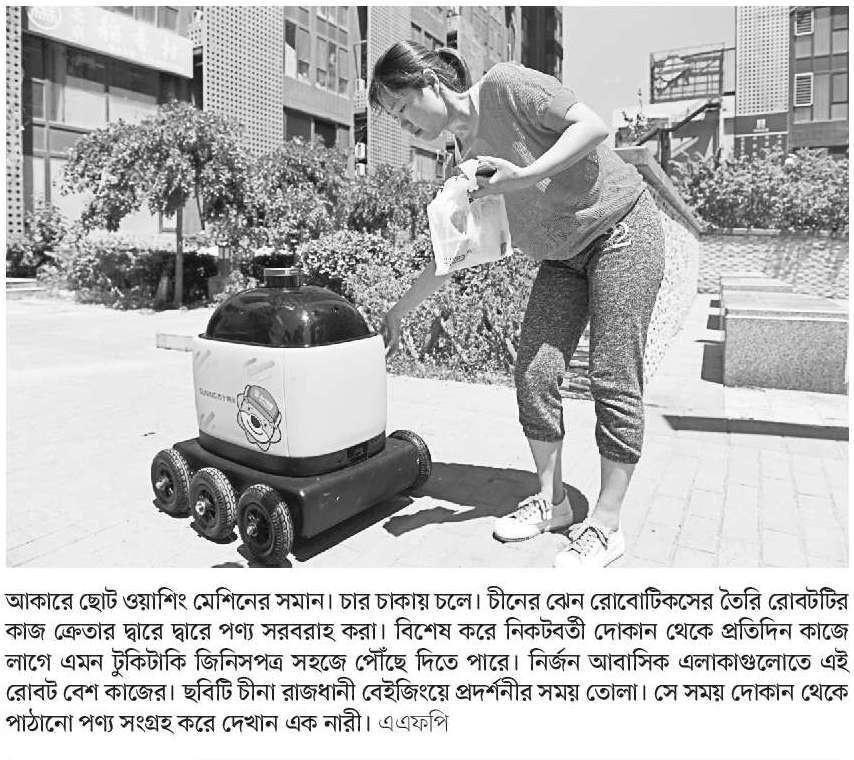 আকারে ছোট ওয়াশিং মেশিনের সমান। চার চাকায় চলে। চীনের ঝেন রোবোটিকসের তৈরি রোবটটির
কাজ ক্রেতার দ্বারে দ্বারে পণ্য সরবরাহ করা। বিশেষ করে নিকটবর্তী দোকান থেকে প্রতিদিন কাজে
লাগে এমন টুকিটাকি জিনিসপত্র সহজে পৌঁছে দিতে পারে। নির্জন আবাসিক এলাকাগুলোতে এই
রোবট বেশ কাজের। ছবিটি চীনা রাজধানী বেইজিংয়ে প্রদর্শনীর সময় তোলা। সে সময় দোকান থেকে
পাঠানো পণ্য সংগ্রহ করে দেখান এক নারী। এএফপি